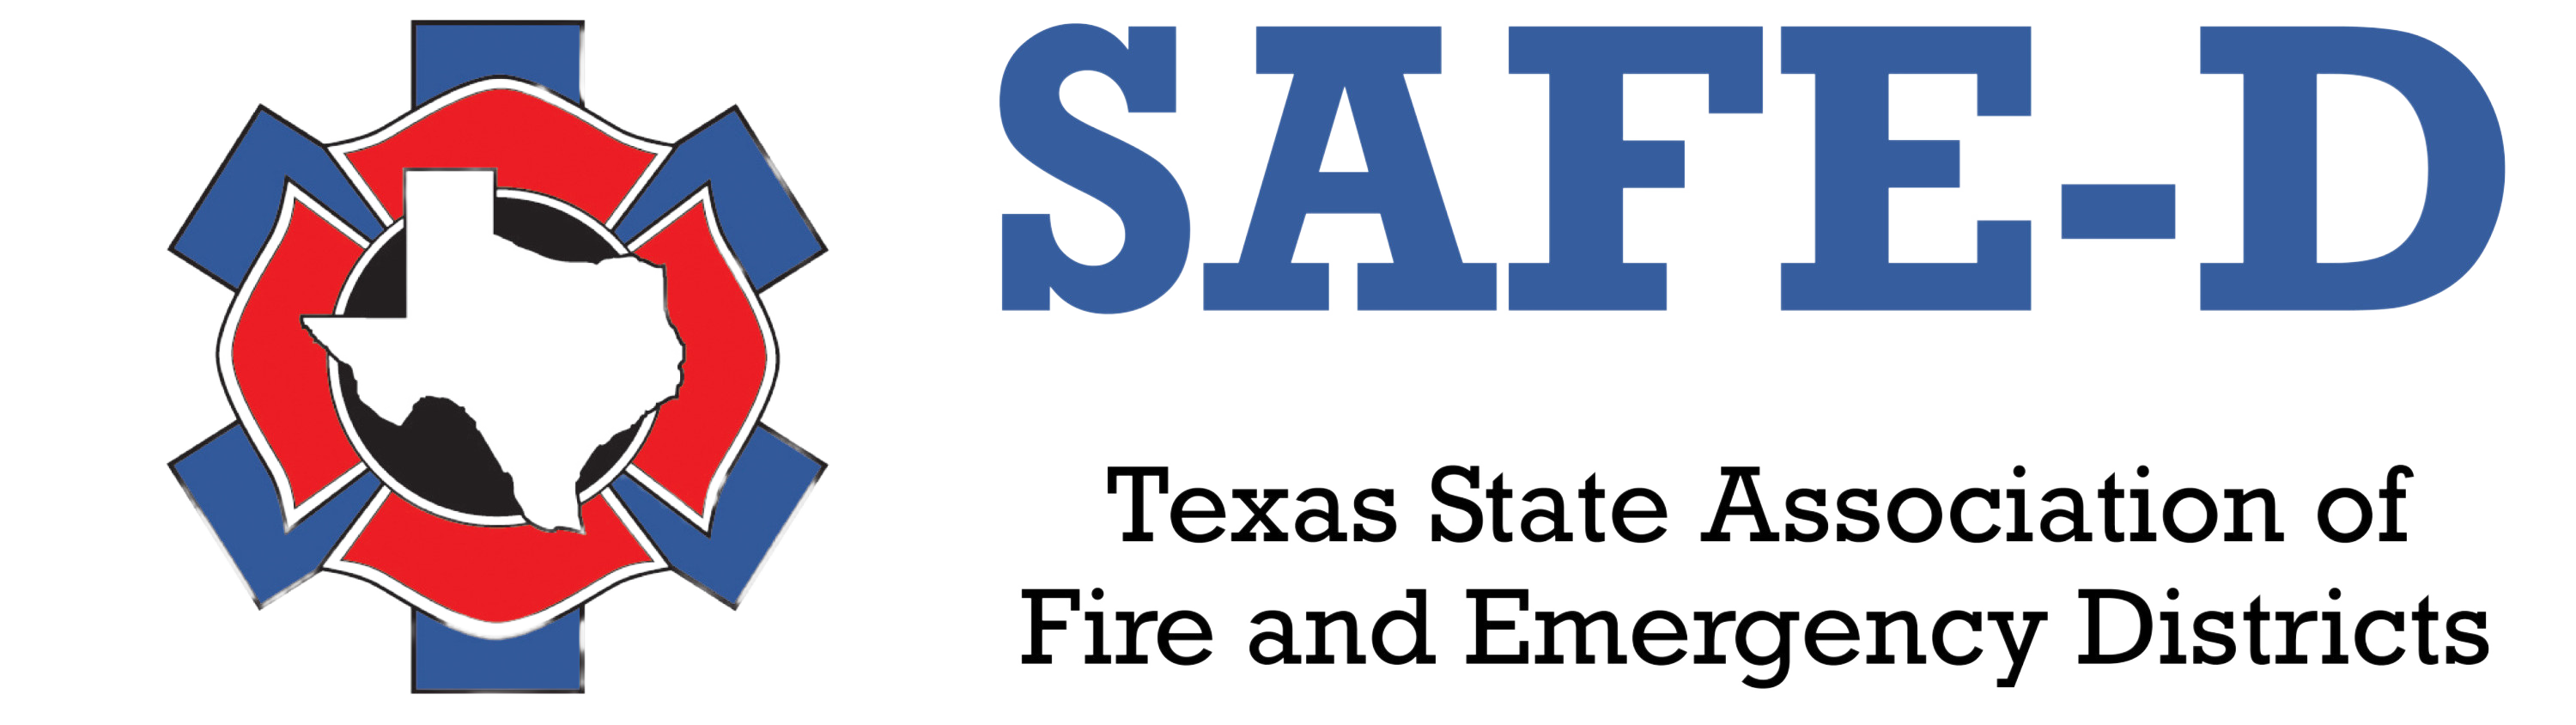 SAFE-D
Texas State Association of
Fire and Emergency Districts